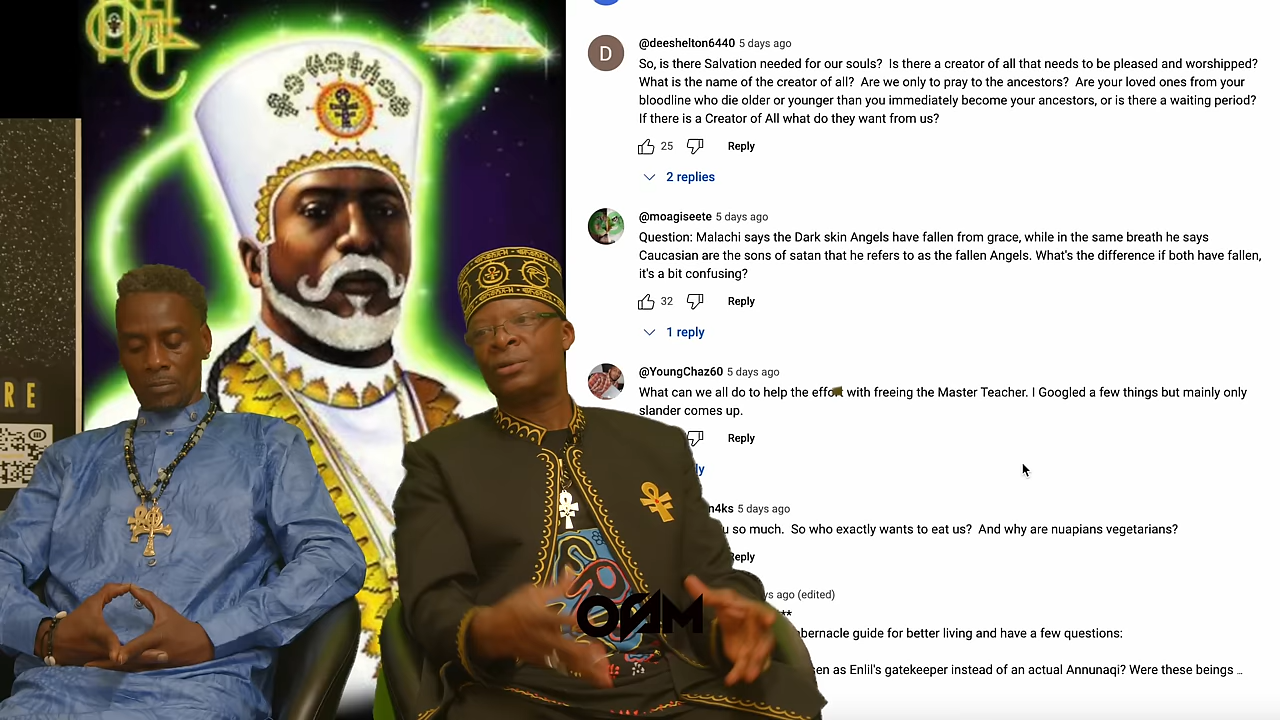 RE
@deeshelton6440 5 days ago
So, is there Salvation needed for our souls? Is there a creator of all that needs to be pleased and worshipped?
What is the name of the creator of all? Are we only to pray to the ancestors? Are your loved ones from your
bloodline who die older or younger than you immediately become your ancestors, or is there a waiting period?
If there is a Creator of All what do they want from us?
25 Reply
2 replies
@moagiseete 5 days ago
Question: Malachi says the Dark skin Angels have fallen from grace, while in the same breath he says
Caucasian are the sons of satan that he refers to as the fallen Angels. What's the difference if both have fallen,
it's a bit confusing?
32 Reply
1 reply
@YoungChaz60 5 days ago
What can we all do to help the effort with freeing the Master Teacher. I Googled a few things but mainly only
slander comes up.
Reply
ly
n4ks 5 days ago
u so much. So who exactly wants to eat us? And why are nuapians vegetarians?
Reply
ys ago (edited)
**
abernacle guide for better living and have a few questions:
een as Enlil's gatekeeper instead of an actual Annunaqi? Were these beings ...
OAM
D